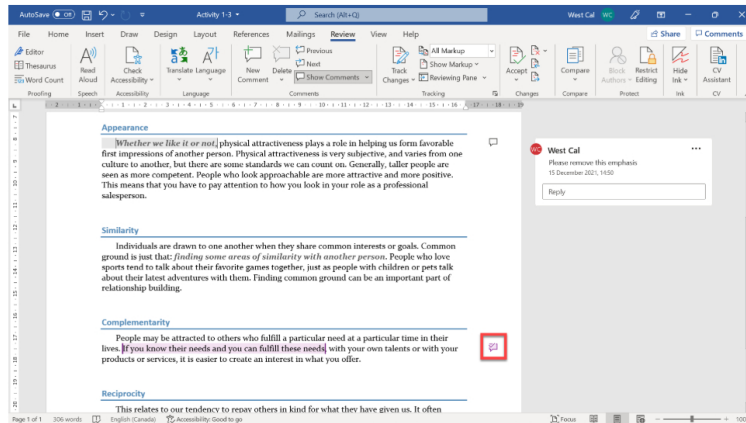 AutoSave Off Activity 1-3 Search (Alt+Q) West Cal WC
File Home Insert Draw Design Layout References Mailings Review View Help Share Comments
Editor
Thesaurus
Word Count
Read Aloud
Check Accessibility
Translate Language
New Comment
Delete
Previous
Next
Show Comments
Track Changes
All Markup
Show Markup
Reviewing Pane
Accept
Compare
Block Authors
Restrict Editing
Hide Ink
CV Assistant
Proofing Speech Accessibility Language Comments Tracking Changes Compare Protect Ink CV
Appearance
Whether we like it or not, physical attractiveness plays a role in helping us form favorable
first impressions of another person. Physical attractiveness is very subjective, and varies from one
culture to another, but there are some standards we can count on. Generally, taller people are
seen as more competent. People who look approachable are more attractive and more positive.
This means that you have to pay attention to how you look in your role as a professional
salesperson.
WC West Cal ...
Please remove this emphasis
15 December 2021, 14:50
Reply
Similarity
Individuals are drawn to one another when they share common interests or goals. Common
ground is just that: finding some areas of similarity with another person. People who love
sports tend to talk about their favorite games together, just as people with children or pets talk
about their latest adventures with them. Finding common ground can be an important part of
relationship building.
Complementarity
People may be attracted to others who fulfill a particular need at a particular time in their
lives. If you know their needs and you can fulfill these needs, with your own talents or with your
products or services, it is easier to create an interest in what you offer.
Reciprocity
This relates to our tendency to repay others in kind for what they have given us. It often
Page 1 of 1 306 words English (Canada) Accessibility: Good to go Focus 100